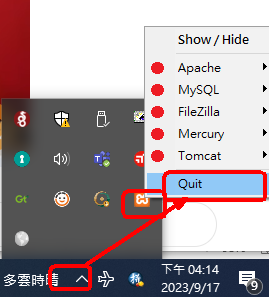 Show / Hide
Apache
MySQL
FileZilla
Mercury
Tomcat
Quit
Gt
多雲時晴
下午 04:14
2023/9/17
9